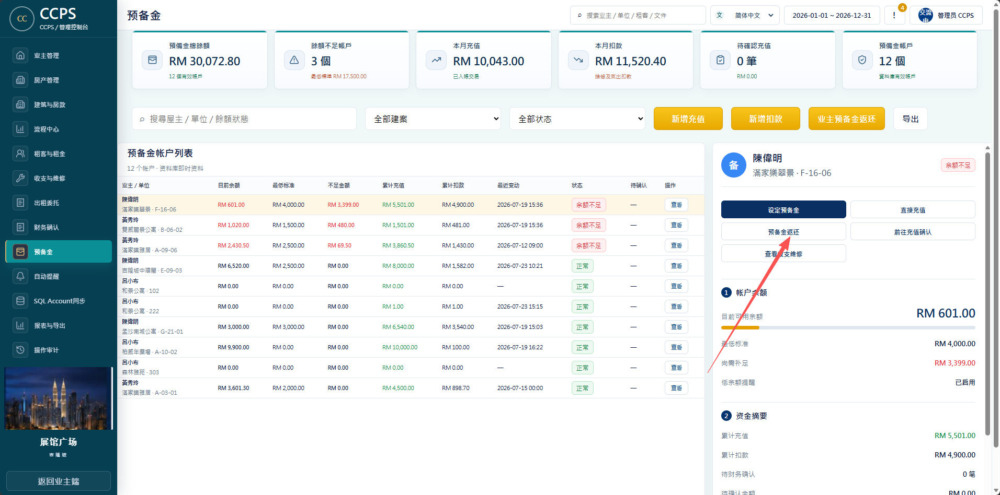 CC
CCPS
CCPS / 管理控制台
业主管理
房产管理
建筑与房款
流程中心
租客与租金
收支与维修
出租委托
财务确认
预备金
自动提醒
SQL Account同步
报表与导出
操作审计
展馆广场
吉隆坡
返回业主端
预备金
搜索业主 / 单位 / 租客 / 文件
文 简体中文
2026-01-01 ~ 2026-12-31
! 4
交流电
管理员 CCPS
預備金總餘額
RM 30,072.80
12 個有效帳戶
餘額不足帳戶
3 個
最低標準 RM 17,500.00
本月充值
RM 10,043.00
已入帳交易
本月扣款
RM 11,520.40
維修及支出扣款
待確認充值
0 筆
RM 0.00
預備金帳戶
12 個
資料庫有效帳戶
搜尋屋主 / 單位 / 餘額狀態
全部建案
全部状态
新增充值
新增扣款
业主预备金返还
导出
预备金帐户列表
12 个帐户 · 资料库即时资料
业主 / 单位 目前余额 最低标准 不足金额 累计充值 累计扣款 最近变动 状态 待确认 操作
陳偉明
滿家樂翠景 · F-16-06
RM 601.00 RM 4,000.00 RM 3,399.00 RM 5,501.00 RM 4,900.00 2026-07-19 15:36 余额不足 — 查看
黃秀玲
雙威麗景公寓 · B-06-02
RM 1,020.00 RM 1,500.00 RM 480.00 RM 1,501.00 RM 481.00 2026-07-19 15:36 余额不足 — 查看
黃秀玲
滿家樂雅居 · A-09-06
RM 2,430.50 RM 2,500.00 RM 69.50 RM 3,860.50 RM 1,430.00 2026-07-12 09:00 余额不足 — 查看
陳偉明
吉隆坡中環閣 · E-09-03
RM 6,520.00 RM 2,500.00 RM 0.00 RM 8,000.00 RM 1,582.00 2026-07-23 10:21 正常 — 查看
呂小布
和景公寓 · 102
RM 0.00 RM 0.00 RM 0.00 RM 0.00 RM 0.00 — 正常 — 查看
呂小布
和景公寓 · 222
RM 0.00 RM 0.00 RM 0.00 RM 1.00 RM 1.00 2026-07-23 15:15 正常 — 查看
陳偉明
孟沙南城公寓 · G-21-01
RM 3,000.00 RM 3,000.00 RM 0.00 RM 6,540.00 RM 3,540.00 2026-07-19 15:03 正常 — 查看
呂小布
柏威年廣場 · A-10-02
RM 9,900.00 RM 0.00 RM 0.00 RM 10,000.00 RM 100.00 2026-07-19 16:22 正常 — 查看
呂小布
森林雅苑 · 303
RM 0.00 RM 0.00 RM 0.00 RM 0.00 RM 0.00 — 正常 — 查看
黃秀玲
滿家樂雅居 · A-03-01
RM 3,601.30 RM 2,000.00 RM 0.00 RM 4,500.00 RM 898.70 2026-07-15 00:00 正常 — 查看
备
陳偉明
滿家樂翠景 · F-16-06
余额不足
设定预备金
直接充值
预备金返还
前往充值确认
查看收支维修
1 帐户余额
目前可用余额 RM 601.00
最低标准 RM 4,000.00
尚需补足 RM 3,399.00
低余额提醒 已启用
2 资金摘要
累计充值 RM 5,501.00
累计扣款 RM 4,900.00
待财务确认 0 笔
待确认金额 RM 0.00